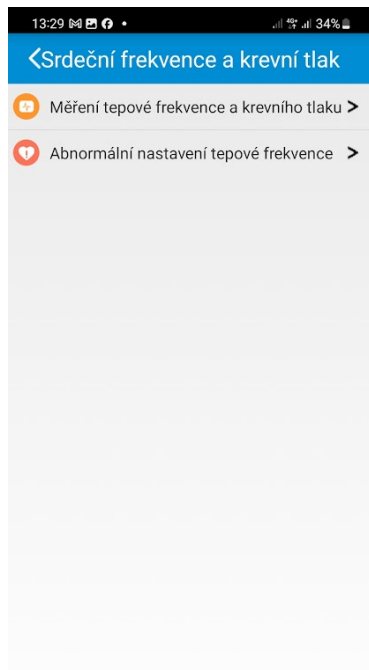 13:29 34%
Srdeční frekvence a krevní tlak
Měření tepové frekvence a krevního tlaku >
Abnormální nastavení tepové frekvence >